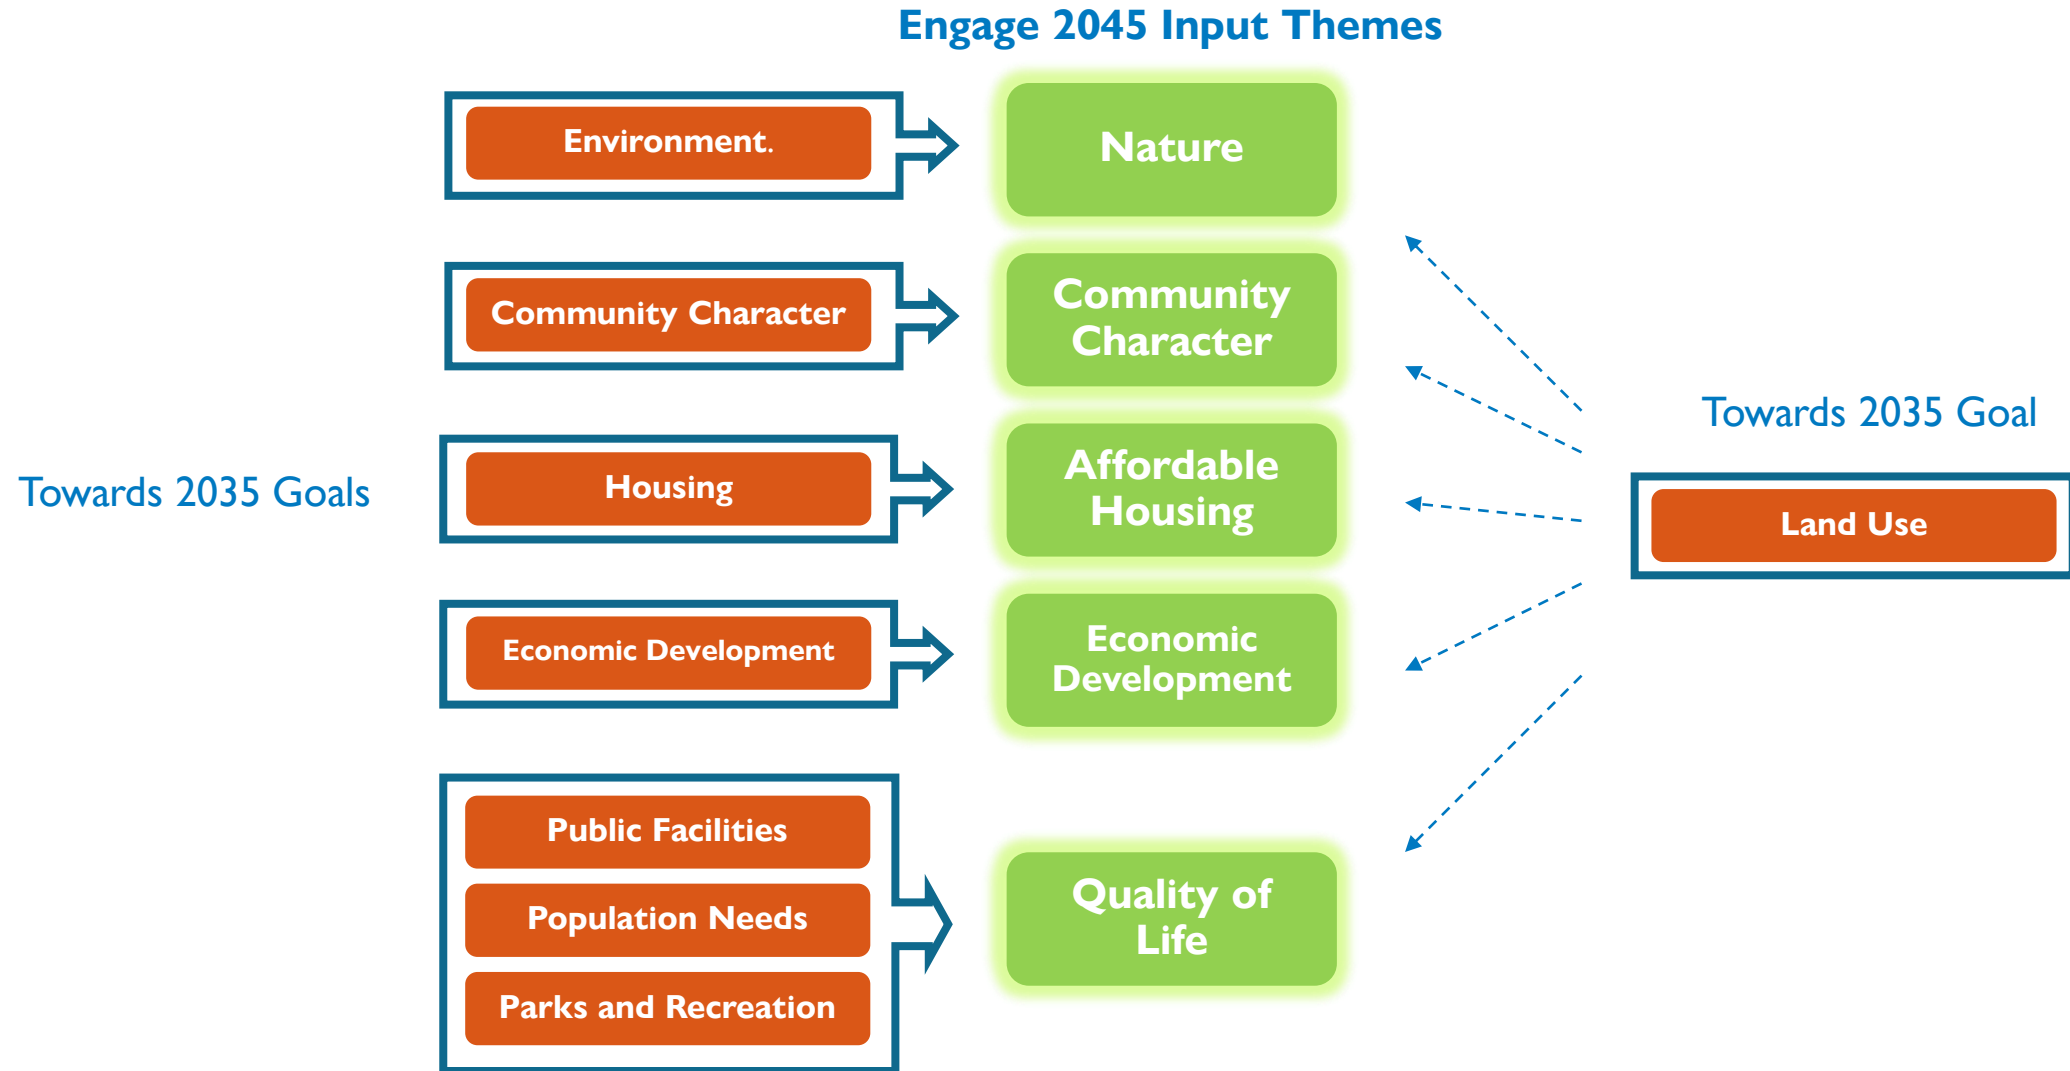 Engage 2045 Input Themes
Environment.
Nature
Community Character
Community
Character
Towards 2035 Goals
Housing
Affordable
Housing
Towards 2035 Goal
Land Use
Economic Development
Economic
Development
Public Facilities
Population Needs
Parks and Recreation
Quality of
Life